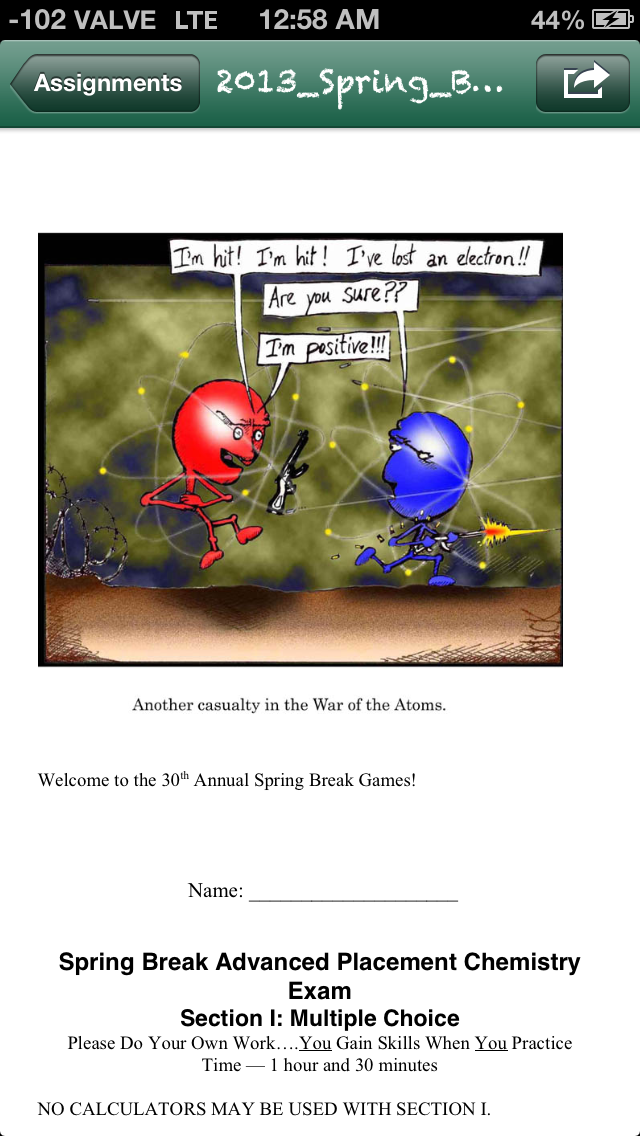 -102 VALVE LTE 12:58 AM 44%
Assignments 2013_Spring_B...
I'm hit! I'm hit! I've lost an electron!!
Are you sure??
I'm positive!!!
Another casualty in the War of the Atoms.
Welcome to the 30th Annual Spring Break Games!
Name: ____________________
Spring Break Advanced Placement Chemistry
Exam
Section I: Multiple Choice
Please Do Your Own Work….You Gain Skills When You Practice
Time — 1 hour and 30 minutes
NO CALCULATORS MAY BE USED WITH SECTION I.